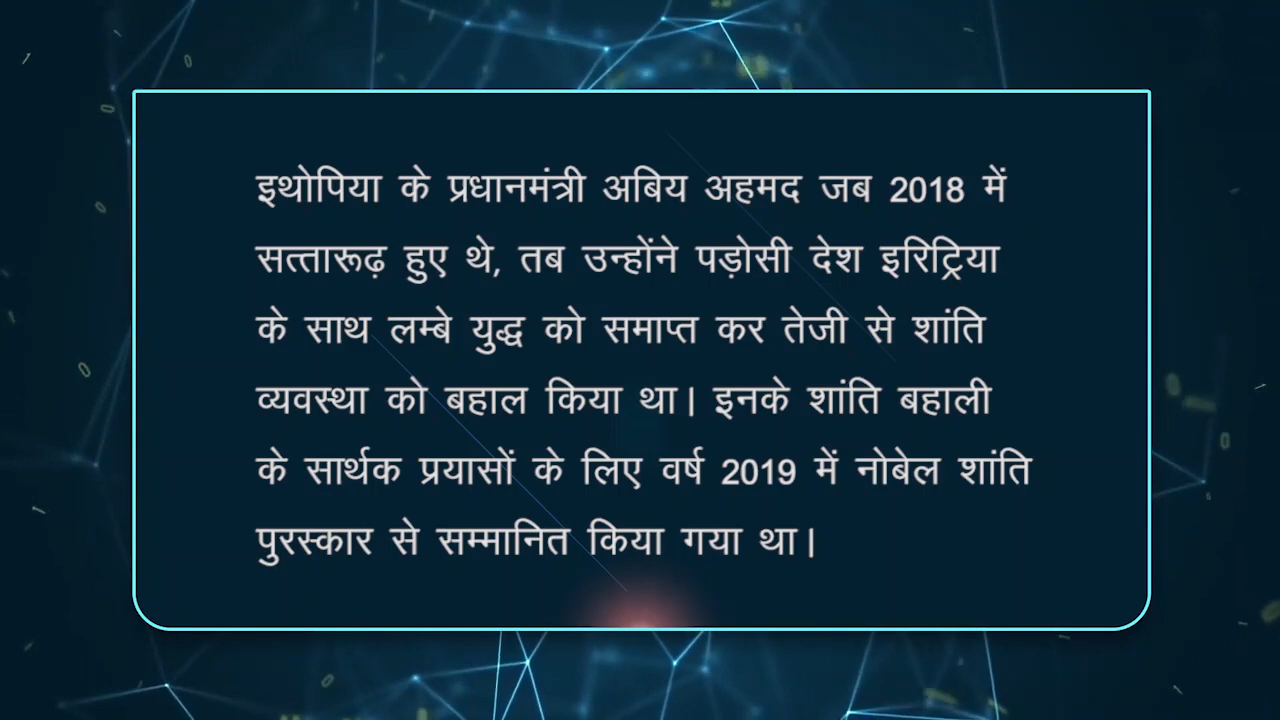 इथोपिया के प्रधानमंत्री अबिय अहमद जब 2018 में
सत्तारूढ़ हुए थे, तब उन्होंने पड़ोसी देश इरिट्रिया
के साथ लम्बे युद्ध को समाप्त कर तेजी से शांति
व्यवस्था को बहाल किया था। इनके शांति बहाली
के सार्थक प्रयासों के लिए वर्ष 2019 में नोबेल शांति
पुरस्कार से सम्मानित किया गया था।